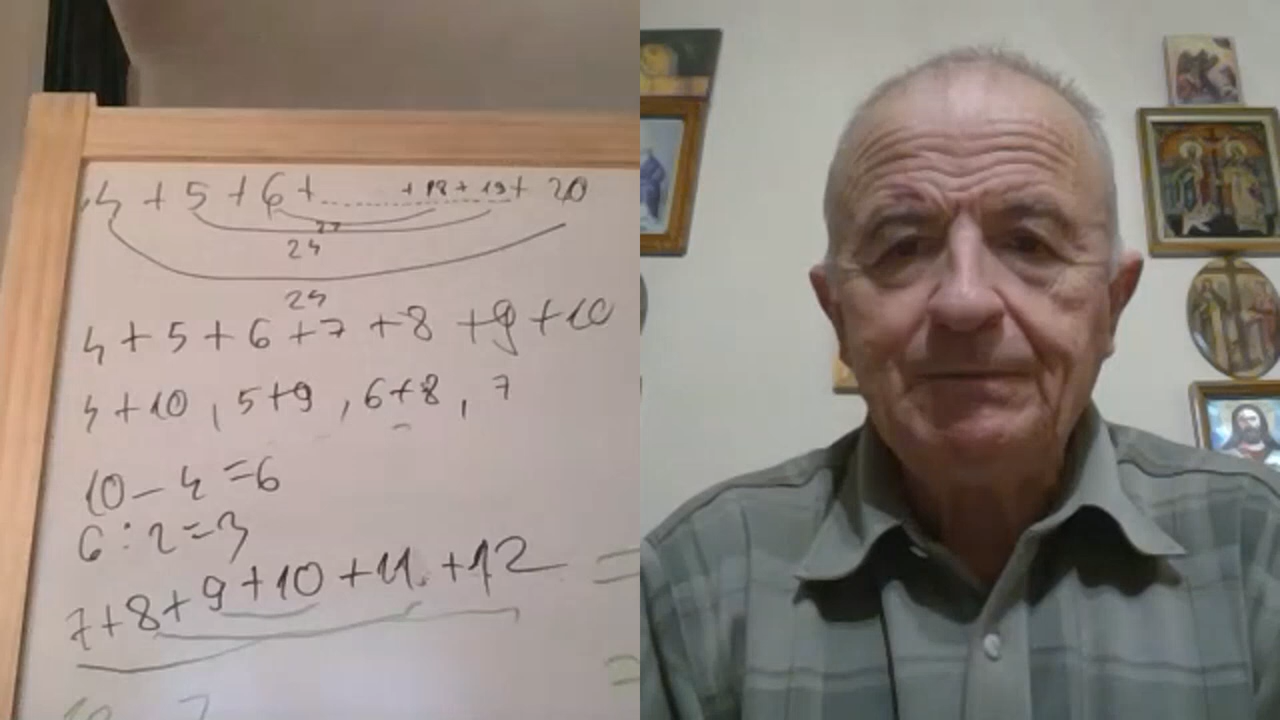 4 + 5 + 6 + ........... + 18 + 19 + 20
24
24
4 + 5 + 6 + 7 + 8 + 9 + 10
4 + 10 , 5 + 9 , 6 + 8 , 7
10 - 4 = 6
6 : 2 = 3
7 + 8 + 9 + 10 + 11 + 12 =